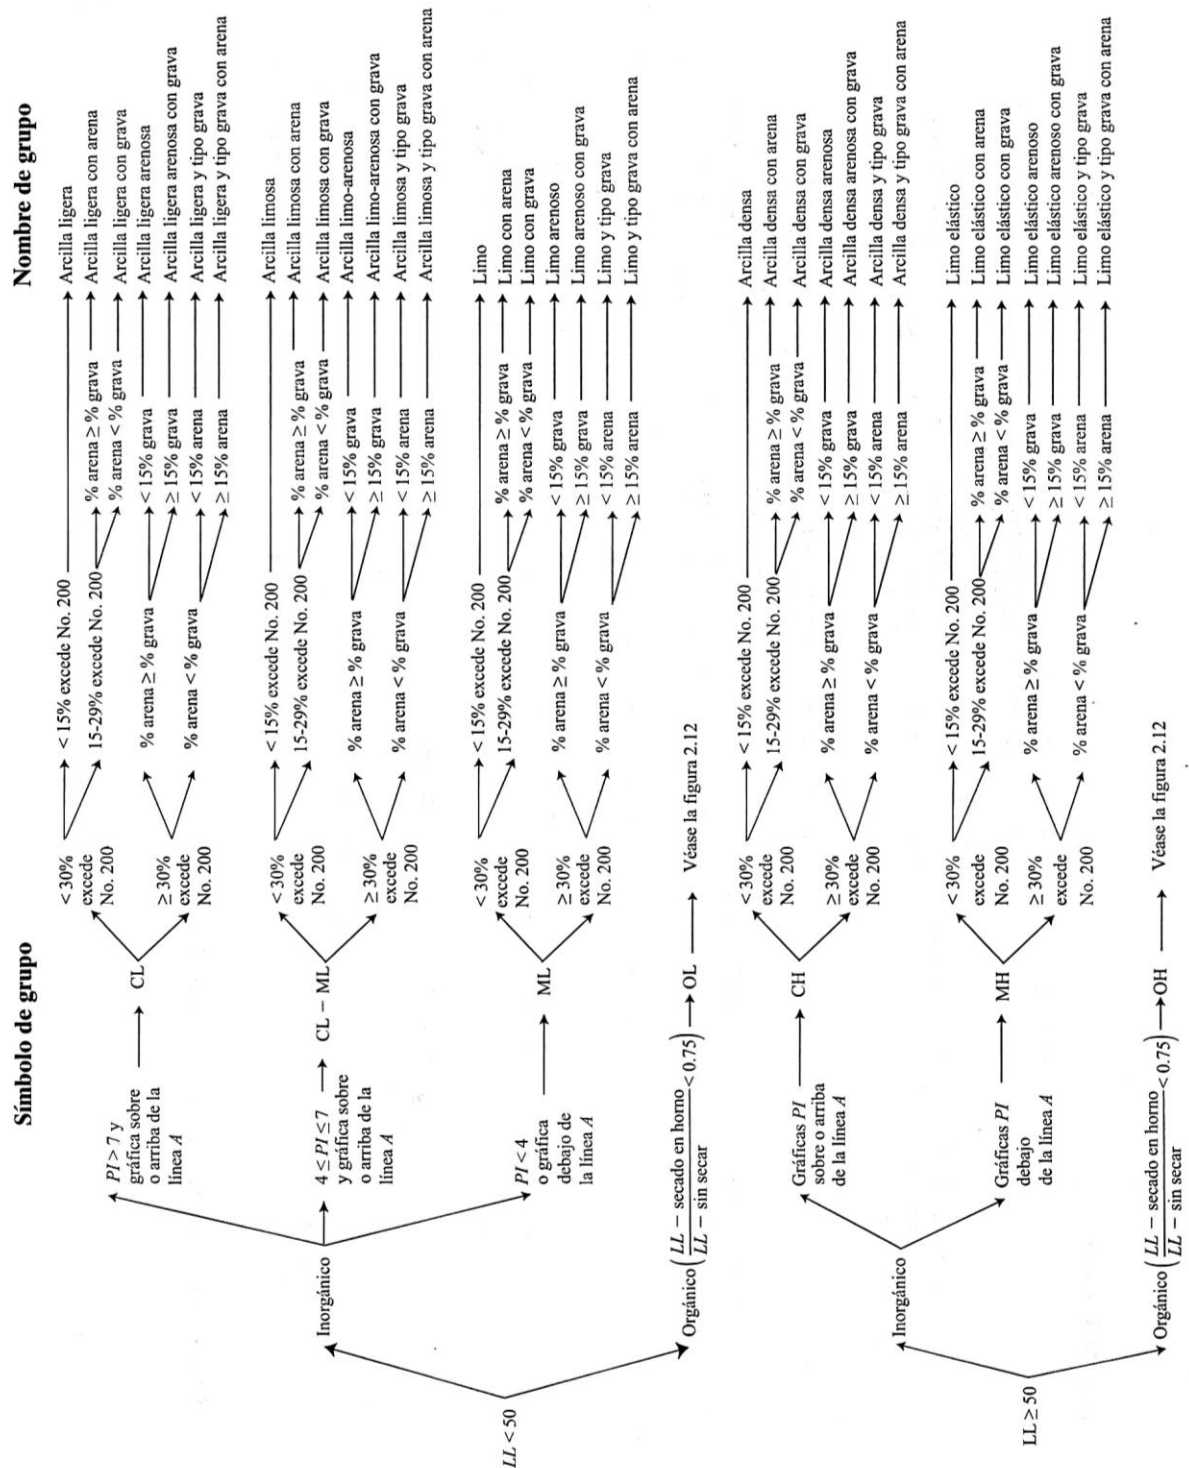 Símbolo de grupo
Nombre de grupo
LL < 50
Inorgánico
PI > 7 y
gráfica sobre
o arriba de la
línea A
CL
< 30%
excede
No. 200
< 15% excede No. 200
Arcilla ligera
15-29% excede No. 200
% arena ≥ % grava
Arcilla ligera con arena
% arena < % grava
Arcilla ligera con grava
≥ 30%
excede
No. 200
% arena ≥ % grava
< 15% grava
Arcilla arenosa
≥ 15% grava
Arcilla ligera arenosa con grava
% arena < % grava
< 15% arena
Arcilla ligera y tipo grava
≥ 15% arena
Arcilla ligera y tipo grava con arena
4 ≤ PI ≤ 7
y gráfica sobre
o arriba de la
línea A
CL – ML
< 30%
excede
No. 200
< 15% excede No. 200
Arcilla limosa
15-29% excede No. 200
% arena ≥ % grava
Arcilla limosa con arena
% arena < % grava
Arcilla limosa con grava
≥ 30%
excede
No. 200
% arena ≥ % grava
< 15% grava
Arcilla limo-arenosa
≥ 15% grava
Arcilla limo-arenosa con grava
% arena < % grava
< 15% arena
Arcilla limosa y tipo grava
≥ 15% arena
Arcilla limosa y tipo grava con arena
PI < 4
o gráfica
debajo de
la línea A
ML
< 30%
excede
No. 200
< 15% excede No. 200
Limo
15-29% excede No. 200
% arena ≥ % grava
Limo con arena
% arena < % grava
Limo con grava
≥ 30%
excede
No. 200
% arena ≥ % grava
< 15% grava
Limo arenoso
≥ 15% grava
Limo arenoso con grava
% arena < % grava
< 15% arena
Limo y tipo grava
≥ 15% arena
Limo y tipo grava con arena
Orgánico (LL – secado en horno / LL – sin secar < 0.75)
OL
Véase la figura 2.12
LL ≥ 50
Inorgánico
Gráficas PI
sobre o arriba
de la línea A
CH
< 30%
excede
No. 200
< 15% excede No. 200
Arcilla densa
15-29% excede No. 200
% arena ≥ % grava
Arcilla densa con arena
% arena < % grava
Arcilla densa con grava
≥ 30%
excede
No. 200
% arena ≥ % grava
< 15% grava
Arcilla densa arenosa
≥ 15% grava
Arcilla densa arenosa con grava
% arena < % grava
< 15% arena
Arcilla densa y tipo grava
≥ 15% arena
Arcilla densa y tipo grava con arena
Gráficas PI
debajo
de la línea A
MH
< 30%
excede
No. 200
< 15% excede No. 200
Limo elástico
15-29% excede No. 200
% arena ≥ % grava
Limo elástico con arena
% arena < % grava
Limo elástico con grava
≥ 30%
excede
No. 200
% arena ≥ % grava
< 15% grava
Limo elástico arenoso
≥ 15% grava
Limo elástico arenoso con grava
% arena < % grava
< 15% arena
Limo elástico y tipo grava
≥ 15% arena
Limo elástico y tipo grava con arena
Orgánico (LL – secado en horno / LL – sin secar < 0.75)
OH
Véase la figura 2.12